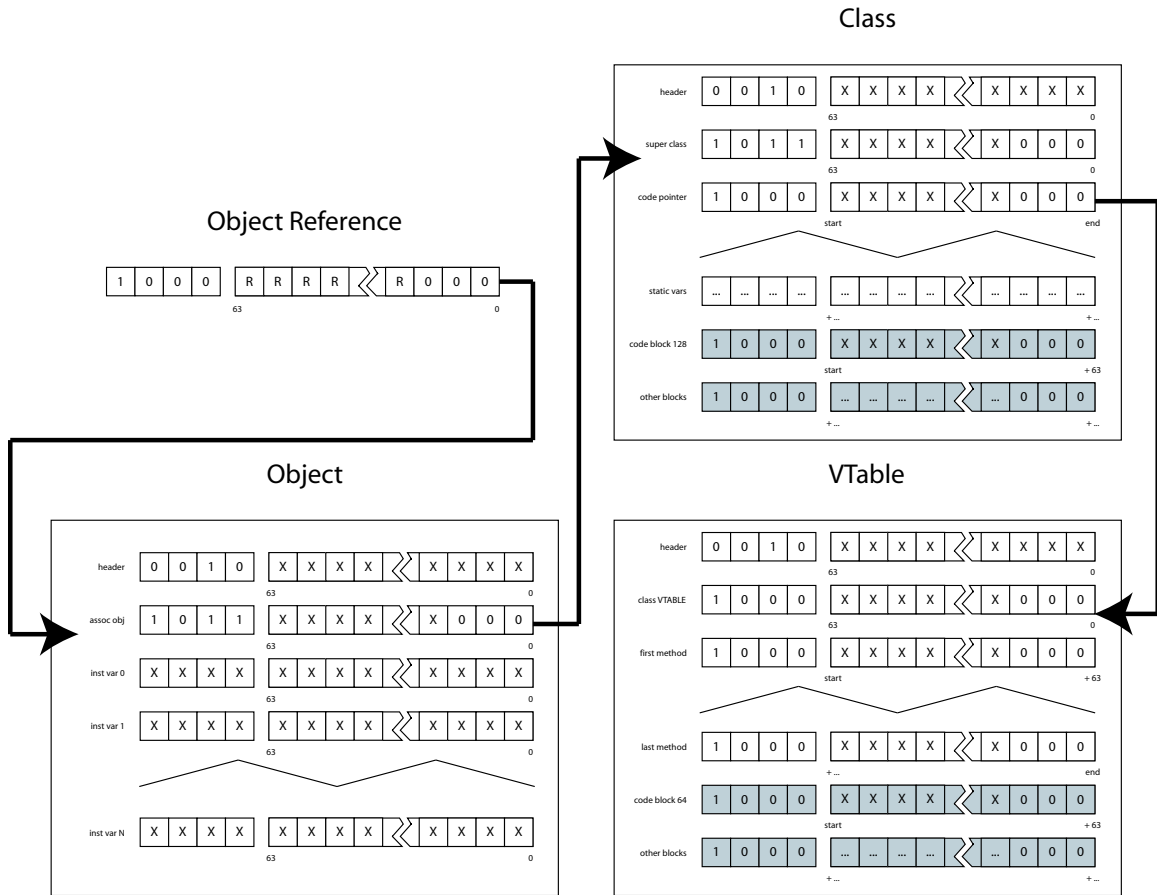 Class
header 0 0 1 0 X X X X X X X X
63 0
super class 1 0 1 1 X X X X X 0 0 0
63 0
code pointer 1 0 0 0 X X X X X 0 0 0
start end
static vars ... ... ... ... ... ... ... ... ... ... ... ...
+ ... + ...
code block 128 1 0 0 0 X X X X X 0 0 0
start + 63
other blocks 1 0 0 0 ... ... ... ... ... 0 0 0
+ ... + ...
Object Reference
1 0 0 0 R R R R R 0 0 0
63 0
Object
header 0 0 1 0 X X X X X X X X
63 0
assoc obj 1 0 1 1 X X X X X 0 0 0
63 0
inst var 0 X X X X X X X X X X X X
63 0
inst var 1 X X X X X X X X X X X X
63 0
inst var N X X X X X X X X X X X X
63 0
VTable
header 0 0 1 0 X X X X X X X X
63 0
class VTABLE 1 0 0 0 X X X X X 0 0 0
63 0
first method 1 0 0 0 X X X X X 0 0 0
start + 63
last method 1 0 0 0 X X X X X 0 0 0
+ ... end
code block 64 1 0 0 0 X X X X X 0 0 0
start + 63
other blocks 1 0 0 0 ... ... ... ... ... 0 0 0
+ ... + ...